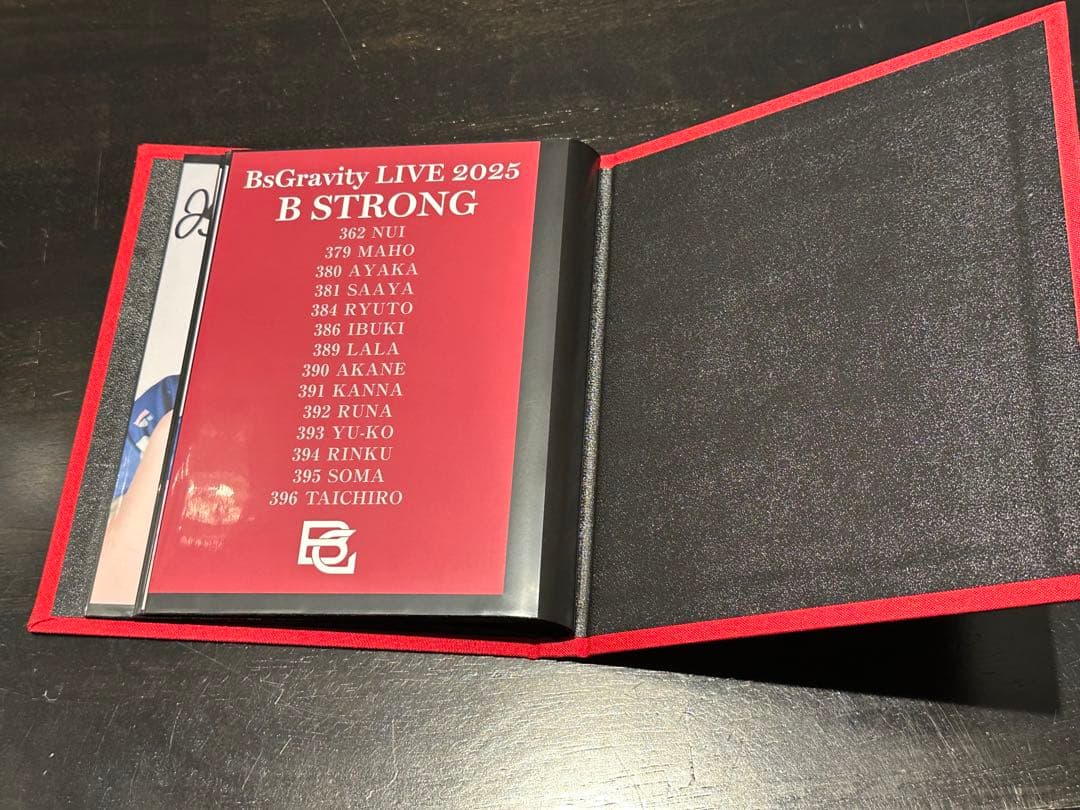 BsGravity LIVE 2025
B STRONG
362 NUI
379 MAHO
380 AYAKA
381 SAAYA
384 RYUTO
386 IBUKI
389 LALA
390 AKANE
391 KANNA
392 RUNA
393 YU-KO
394 RINKU
395 SOMA
396 TAICHIRO
BG